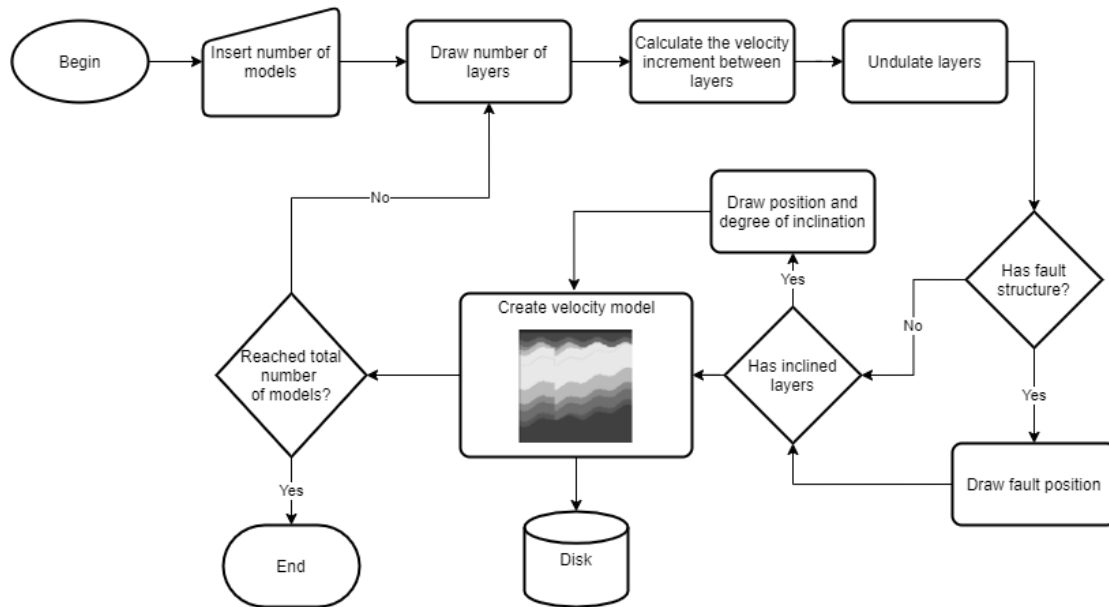 Begin
Insert number of
models
Draw number of
layers
Calculate the velocity
increment between
layers
Undulate layers
No
Draw position and
degree of inclination
Has fault
structure?
Yes
No
Create velocity model
Has inclined
layers
Reached total
number
of models?
Yes
Draw fault position
Yes
Disk
End